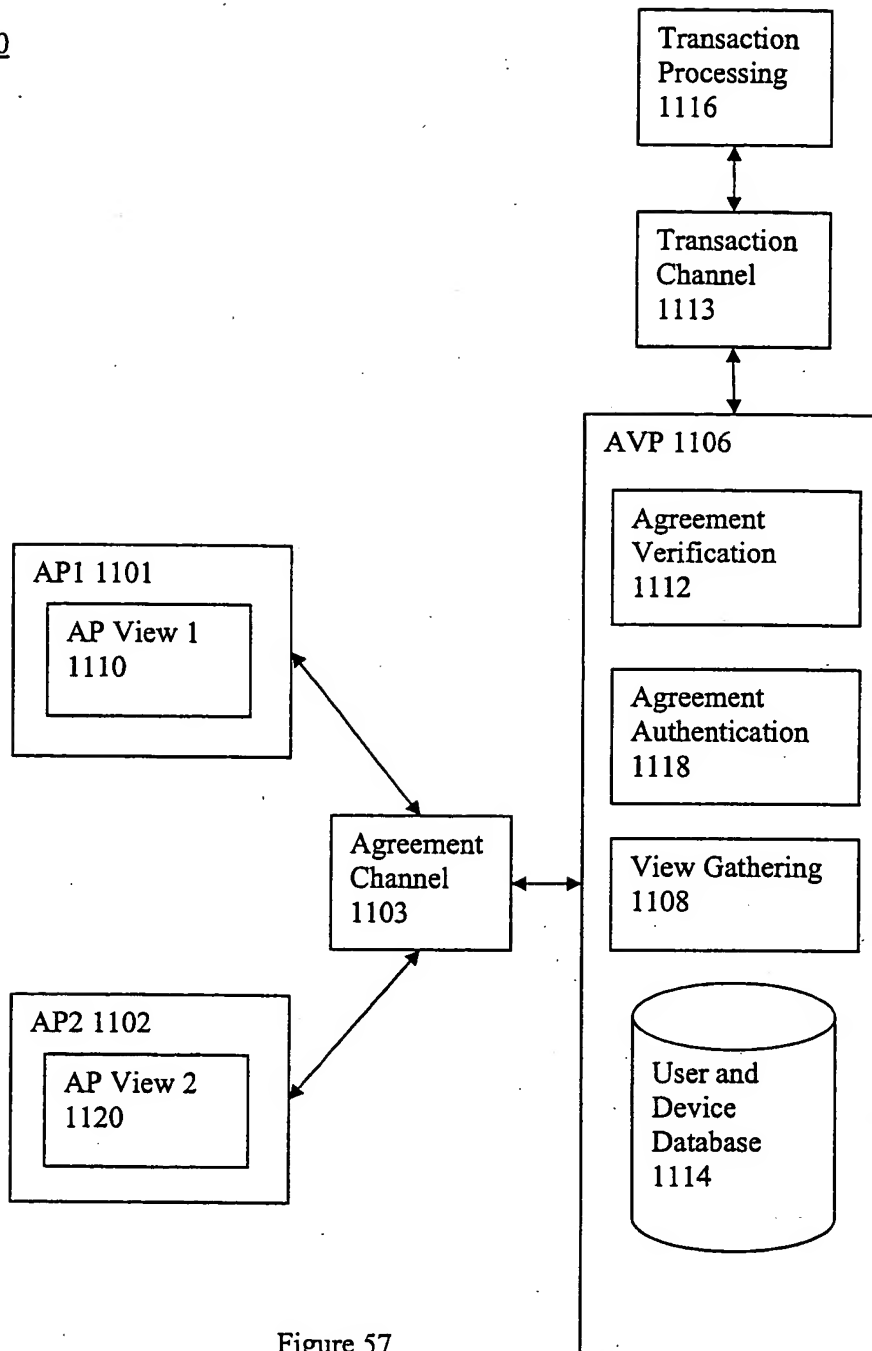 0
Transaction
Processing
1116
Transaction
Channel
1113
AVP 1106
Agreement
Verification
1112
AP1 1101
AP View 1
1110
Agreement
Authentication
1118
Agreement
Channel
1103
View Gathering
1108
AP2 1102
AP View 2
1120
User and
Device
Database
1114
Figure 57